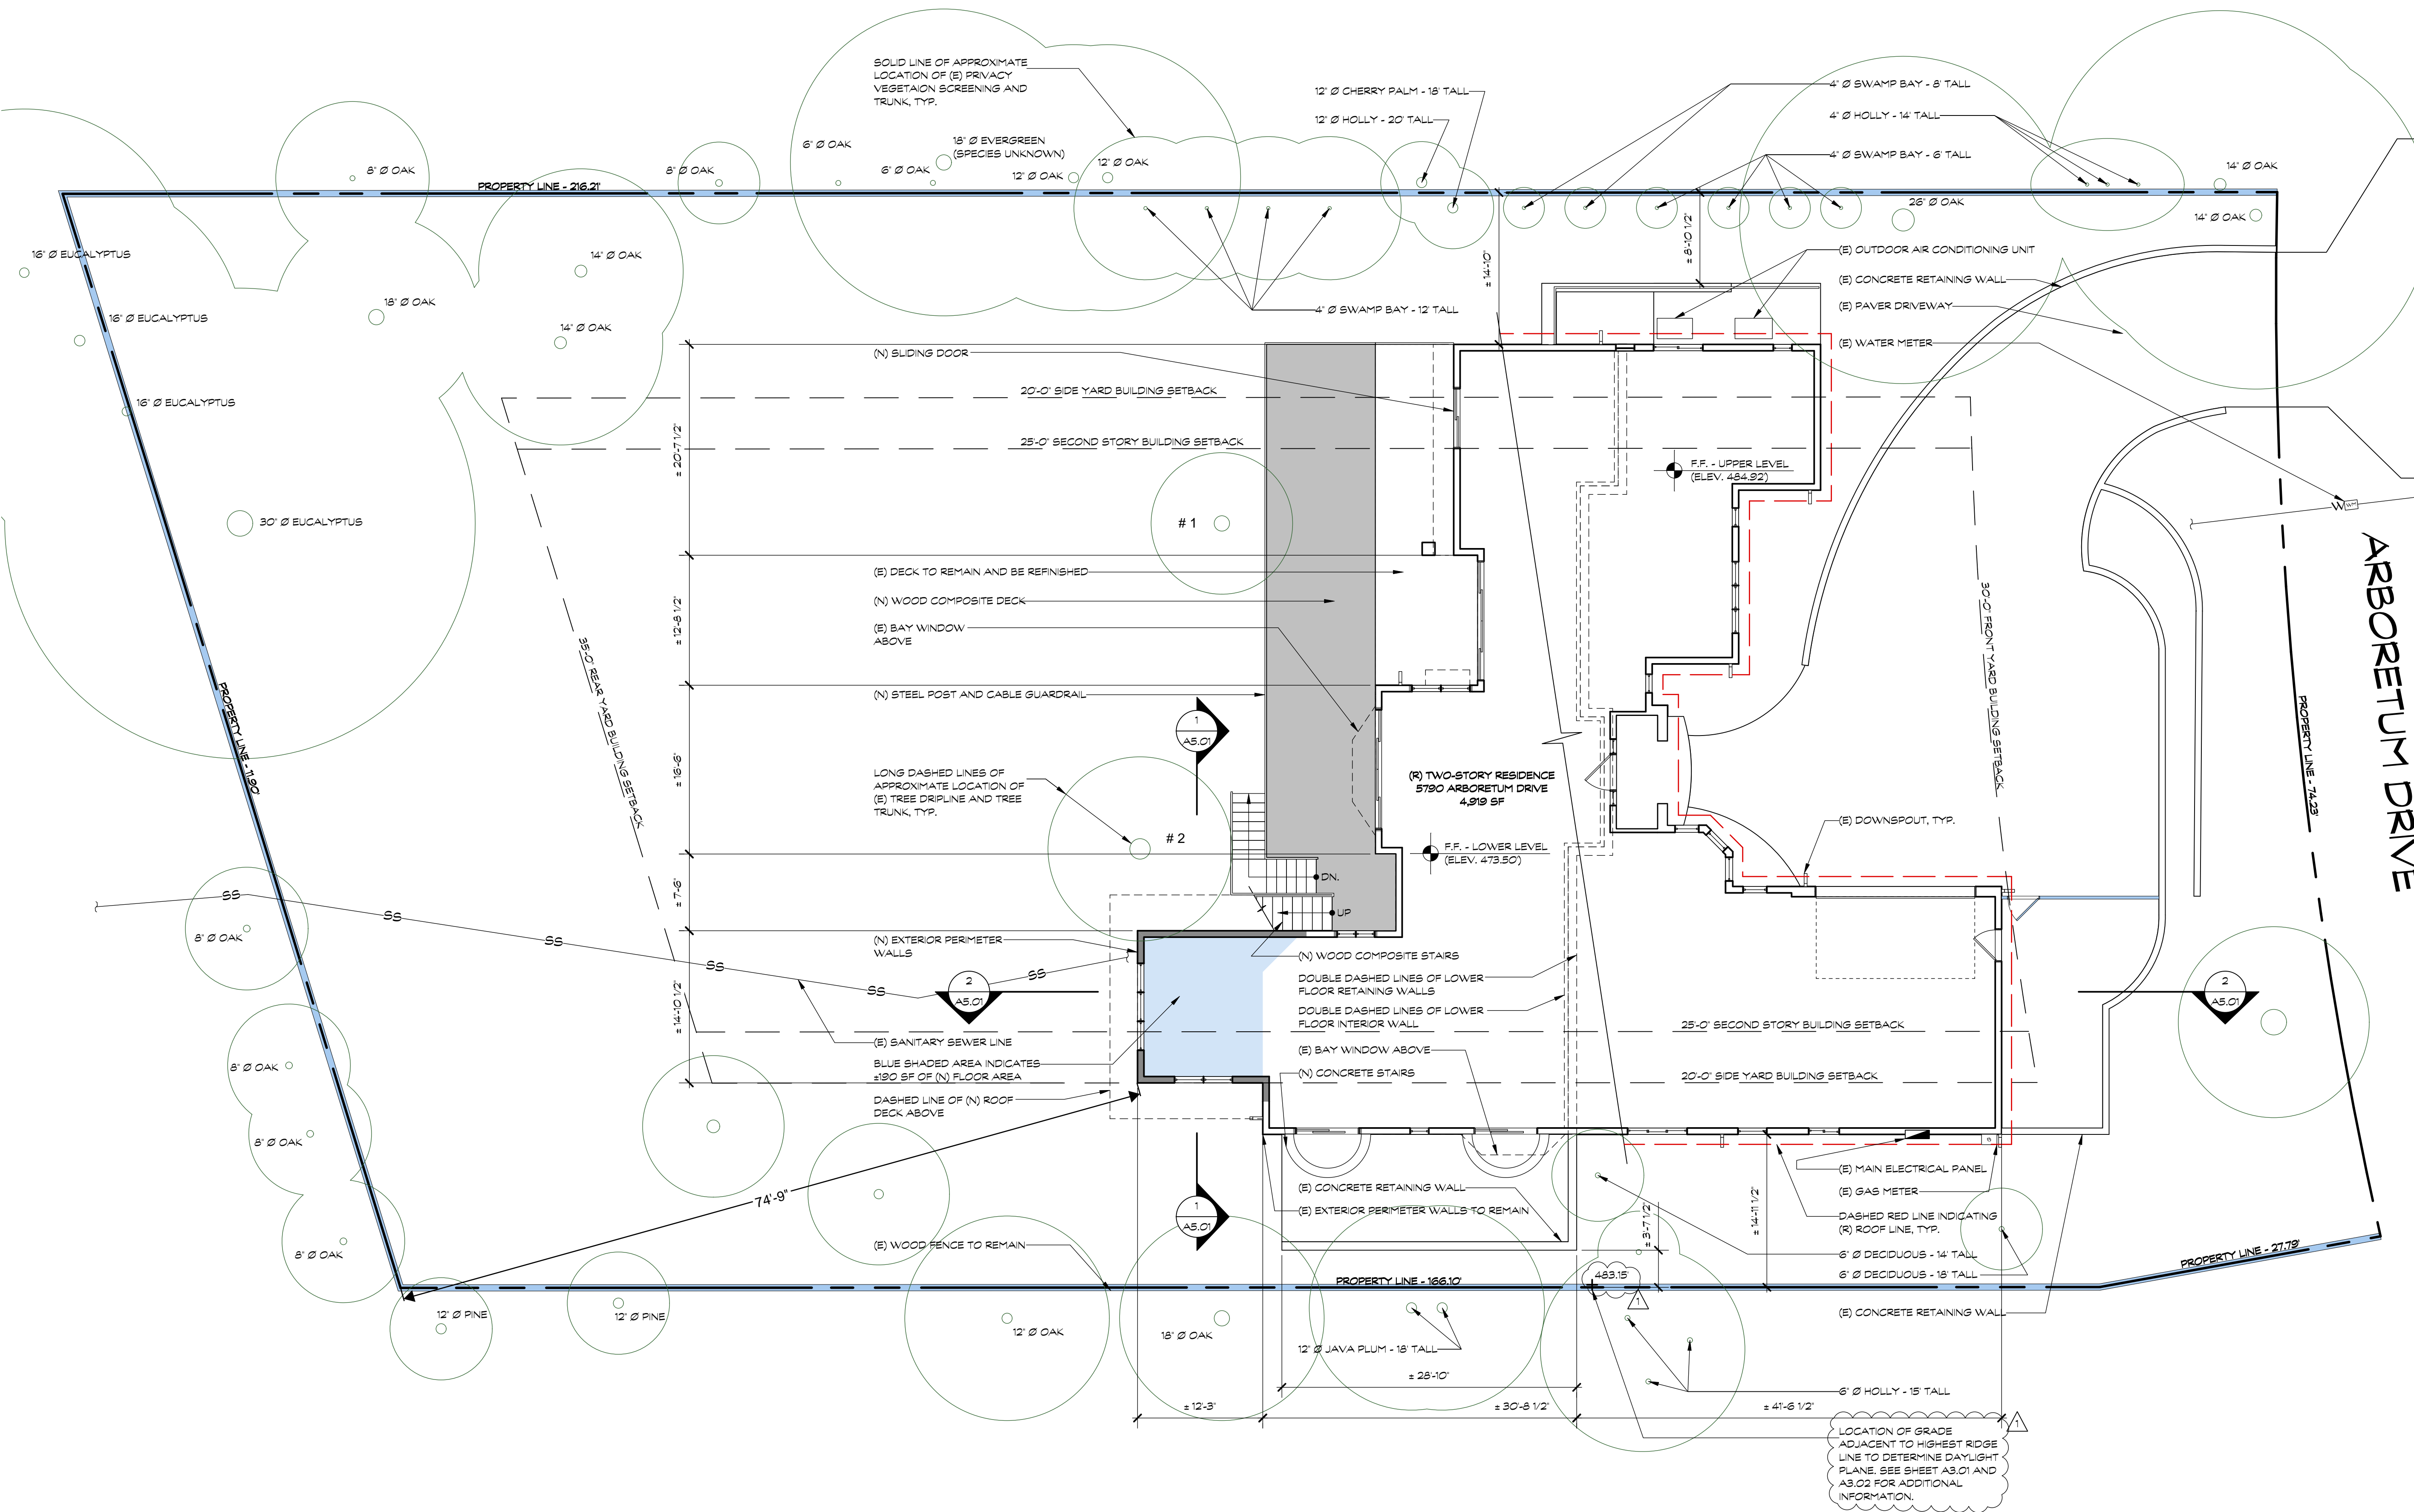 SOLID LINE OF APPROXIMATE
LOCATION OF (E) PRIVACY
VEGETAION SCREENING AND
TRUNK, TYP.
12" Ø CHERRY PALM - 18' TALL
12" Ø HOLLY - 20' TALL
4" Ø SWAMP BAY - 8' TALL
4" Ø HOLLY - 14' TALL
4" Ø SWAMP BAY - 6' TALL
6" Ø OAK
18" Ø EVERGREEN
(SPECIES UNKNOWN)
8" Ø OAK
8" Ø OAK
6" Ø OAK
12" Ø OAK
12" Ø OAK
14" Ø OAK
PROPERTY LINE - 216.21'
26" Ø OAK
14" Ø OAK
16" Ø EUCALYPTUS
14" Ø OAK
18" Ø OAK
16" Ø EUCALYPTUS
14" Ø OAK
16" Ø EUCALYPTUS
30" Ø EUCALYPTUS
4" Ø SWAMP BAY - 12' TALL
± 14'-10"
± 8'-10 1/2"
(E) OUTDOOR AIR CONDITIONING UNIT
(E) CONCRETE RETAINING WALL
(E) PAVER DRIVEWAY
(E) WATER METER
(N) SLIDING DOOR
20'-0" SIDE YARD BUILDING SETBACK
25'-0" SECOND STORY BUILDING SETBACK
± 20'-7 1/2"
F.F. - UPPER LEVEL
(ELEV. 484.92')
# 1
W
WM
ARBORETUM DRIVE
(E) DECK TO REMAIN AND BE REFINISHED
(N) WOOD COMPOSITE DECK
(E) BAY WINDOW
ABOVE
± 12'-8 1/2"
35'-0" REAR YARD BUILDING SETBACK
30'-0" FRONT YARD BUILDING SETBACK
PROPERTY LINE - 74.23'
PROPERTY LINE - 11.90'
(N) STEEL POST AND CABLE GUARDRAIL
1
A5.01
± 16'-6"
LONG DASHED LINES OF
APPROXIMATE LOCATION OF
(E) TREE DRIPLINE AND TREE
TRUNK, TYP.
# 2
(R) TWO-STORY RESIDENCE
5790 ARBORETUM DRIVE
4,919 SF
F.F. - LOWER LEVEL
(ELEV. 473.50')
(E) DOWNSPOUT, TYP.
DN.
UP
± 7'-6"
SS
SS
SS
SS
SS
SS
8" Ø OAK
(N) EXTERIOR PERIMETER
WALLS
2
A5.01
± 14'-10 1/2"
(N) WOOD COMPOSITE STAIRS
DOUBLE DASHED LINES OF LOWER
FLOOR RETAINING WALLS
DOUBLE DASHED LINES OF LOWER
FLOOR INTERIOR WALL
2
A5.01
25'-0" SECOND STORY BUILDING SETBACK
(E) SANITARY SEWER LINE
BLUE SHADED AREA INDICATES
±190 SF OF (N) FLOOR AREA
(E) BAY WINDOW ABOVE
(N) CONCRETE STAIRS
20'-0" SIDE YARD BUILDING SETBACK
8" Ø OAK
DASHED LINE OF (N) ROOF
DECK ABOVE
8" Ø OAK
8" Ø OAK
74'-9"
1
A5.01
G
(E) CONCRETE RETAINING WALL
(E) EXTERIOR PERIMETER WALLS TO REMAIN
(E) WOOD FENCE TO REMAIN
± 3'-7 1/2"
± 14'-11 1/2"
(E) MAIN ELECTRICAL PANEL
(E) GAS METER
DASHED RED LINE INDICATING
(R) ROOF LINE, TYP.
6" Ø DECIDUOUS - 14' TALL
6" Ø DECIDUOUS - 18' TALL
PROPERTY LINE - 27.79'
PROPERTY LINE - 166.10'
483.15'
1
12" Ø PINE
12" Ø PINE
12" Ø OAK
18" Ø OAK
12" Ø JAVA PLUM - 18' TALL
(E) CONCRETE RETAINING WALL
± 28'-10"
6" Ø HOLLY - 15' TALL
± 12'-3"
± 30'-8 1/2"
± 41'-6 1/2"
1
LOCATION OF GRADE
ADJACENT TO HIGHEST RIDGE
LINE TO DETERMINE DAYLIGHT
PLANE. SEE SHEET A3.01 AND
A3.02 FOR ADDITIONAL
INFORMATION.